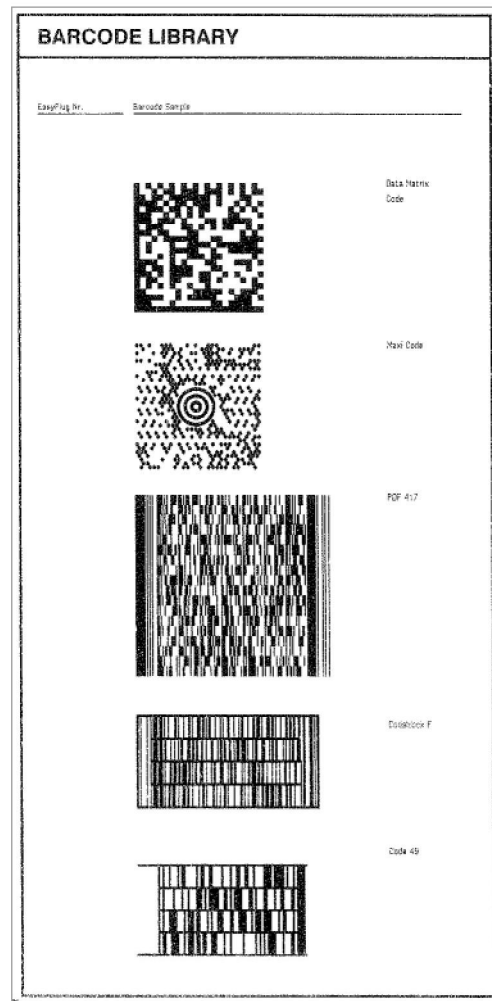 BARCODE LIBRARY
EasyPlug Nr. Barcode Sample
Data Matrix
Code
Maxi Code
PDF 417
Codablock F
Code 49